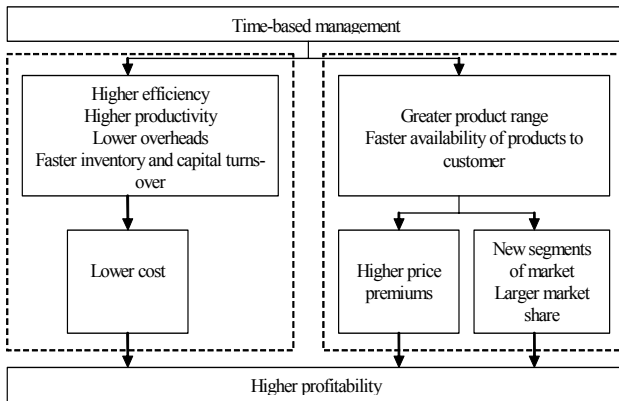 Time-based management
Higher efficiency
Higher productivity
Lower overheads
Faster inventory and capital turns-
over
Greater product range
Faster availability of products to
customer
Lower cost
Higher price
premiums
New segments
of market
Larger market
share
Higher profitability